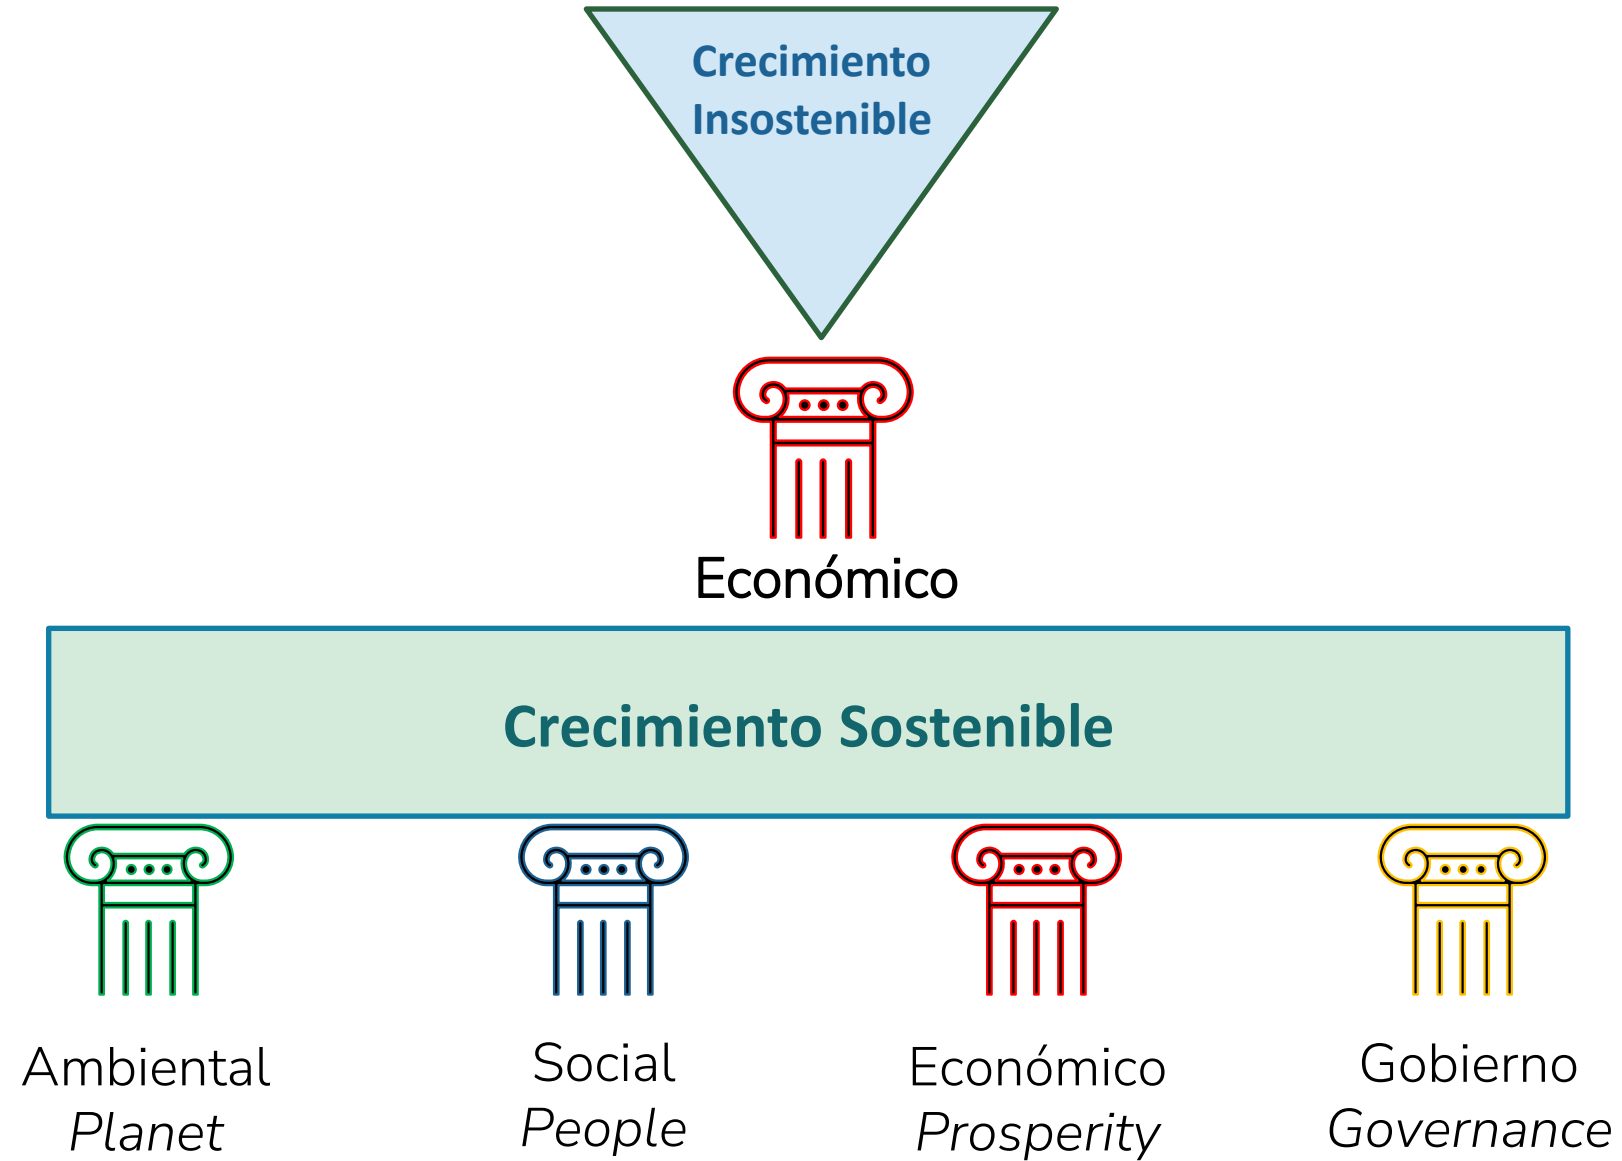 Crecimiento
Insostenible
Económico
Crecimiento Sostenible
Ambiental
Planet
Social
People
Económico
Prosperity
Gobierno
Governance